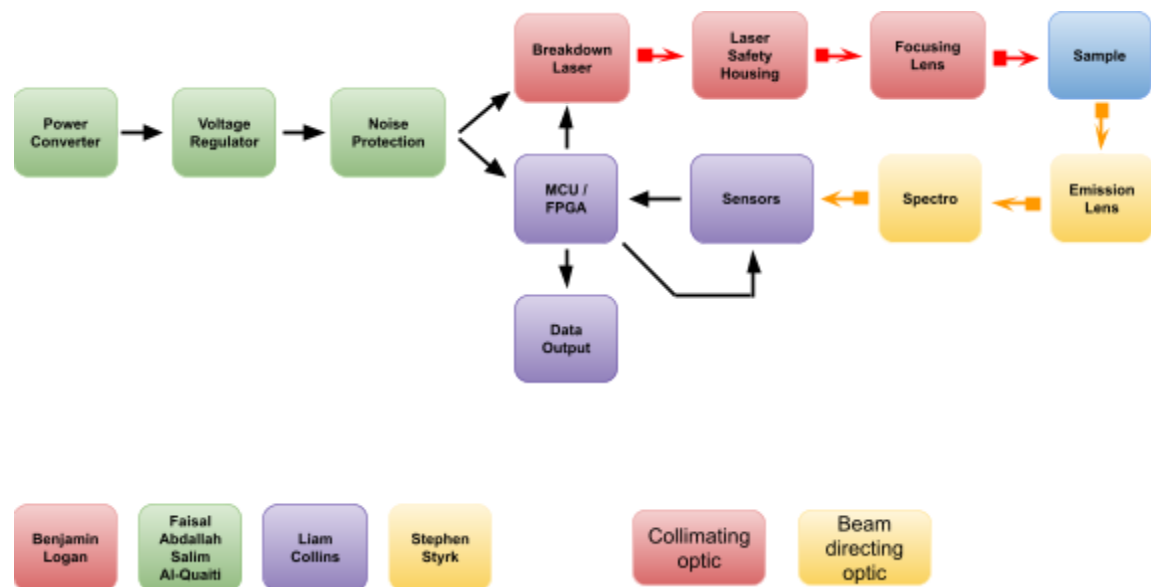 Breakdown
Laser
Laser
Safety
Housing
Focusing
Lens
Sample
Power
Converter
Voltage
Regulator
Noise
Protection
MCU /
FPGA
Sensors
Spectro
Emission
Lens
Data
Output
Benjamin
Logan
Faisal
Abdallah
Salim
Al-Quaiti
Liam
Collins
Stephen
Styrk
Collimating
optic
Beam
directing
optic